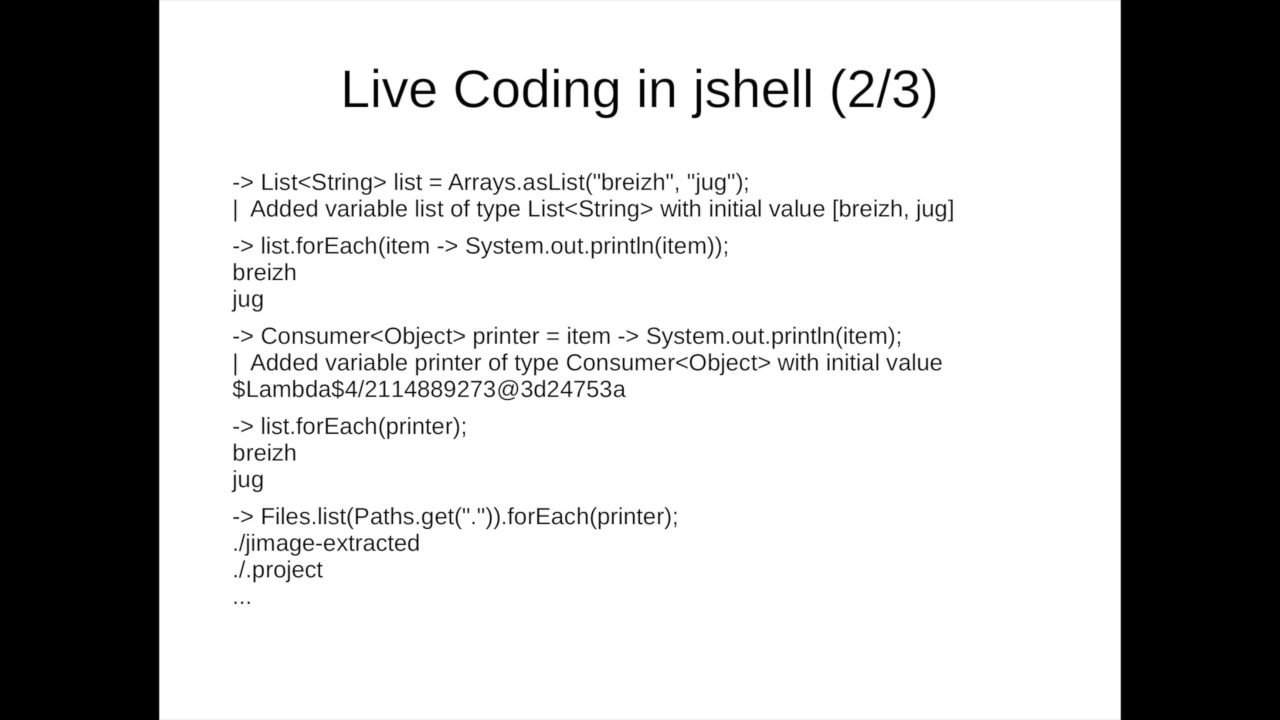 Live Coding in jshell (2/3)
-> List<String> list = Arrays.asList("breizh", "jug");
|  Added variable list of type List<String> with initial value [breizh, jug]
-> list.forEach(item -> System.out.println(item));
breizh
jug
-> Consumer<Object> printer = item -> System.out.println(item);
|  Added variable printer of type Consumer<Object> with initial value
$Lambda$4/2114889273@3d24753a
-> list.forEach(printer);
breizh
jug
-> Files.list(Paths.get(".")).forEach(printer);
./jimage-extracted
./.project
...